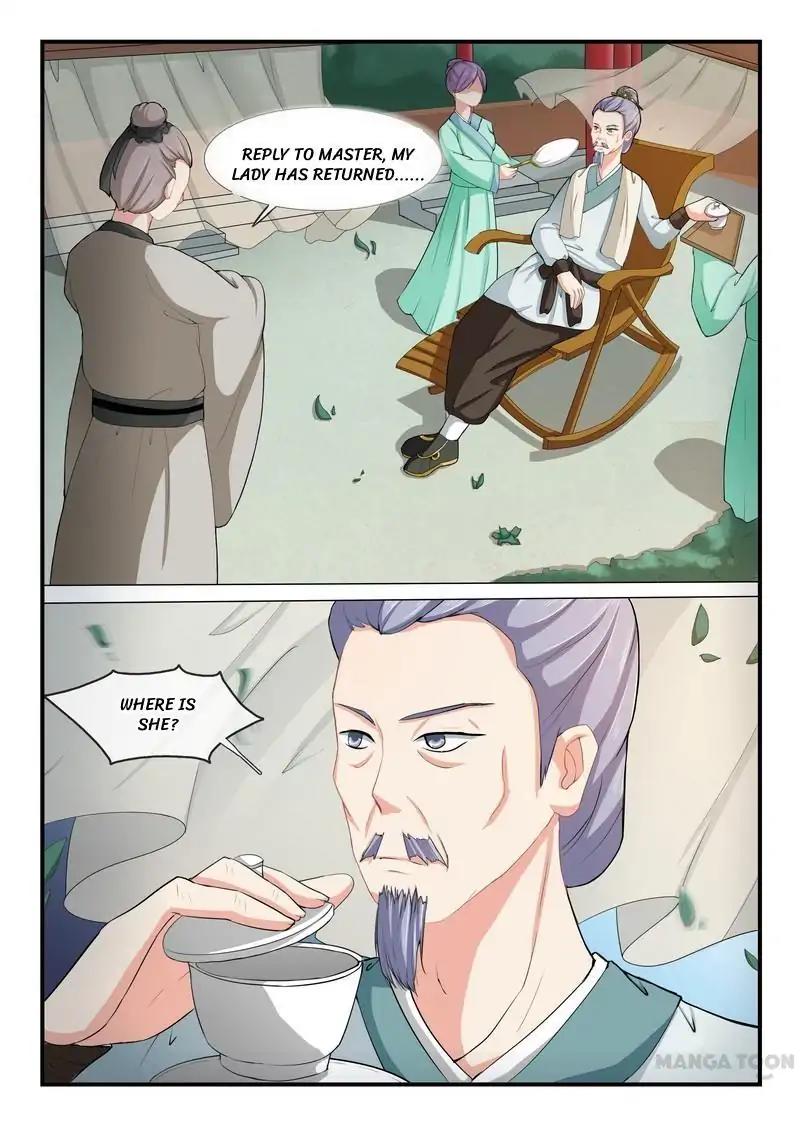 REPLY TO MASTER, MY
LADY HAS RETURNED......
WHERE IS
SHE?
MANGA TOON